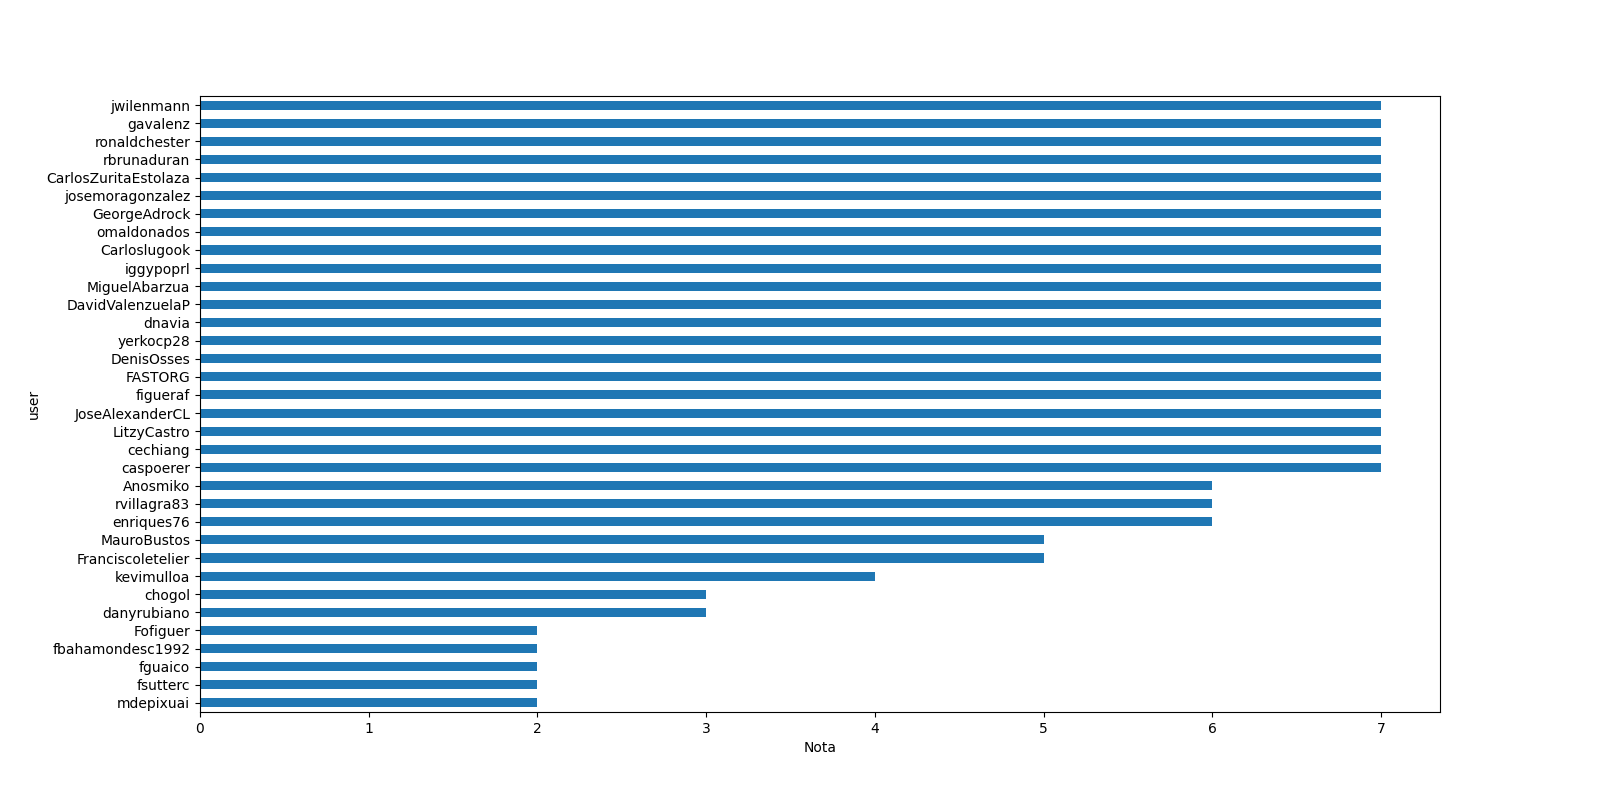 jwilenmann
gavalenz
ronaldchester
rbrunaduran
CarlosZuritaEstolaza
josemoragonzalez
GeorgeAdrock
omaldonados
Carloslugook
iggypoprl
MiguelAbarzua
DavidValenzuelaP
dnavia
yerkocp28
DenisOsses
FASTORG
figueraf
JoseAlexanderCL
LitzyCastro
cechiang
caspoerer
Anosmiko
rvillagra83
enriques76
MauroBustos
Franciscoletelier
kevimulloa
chogol
danyrubiano
Fofiguer
fbahamondesc1992
fguaico
fsutterc
mdepixuai
user
0 1 2 3 4 5 6 7
Nota